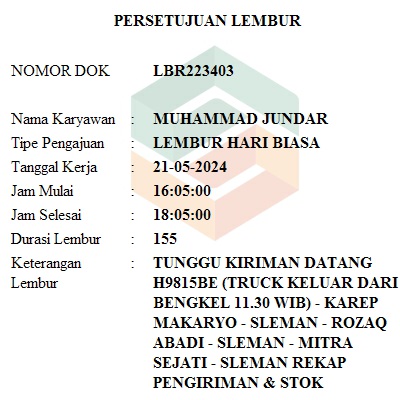 PERSETUJUAN LEMBUR
NOMOR DOK LBR223403
Nama Karyawan : MUHAMMAD JUNDAR
Tipe Pengajuan : LEMBUR HARI BIASA
Tanggal Kerja : 21-05-2024
Jam Mulai : 16:05:00
Jam Selesai : 18:05:00
Durasi Lembur : 155
Keterangan : TUNGGU KIRIMAN DATANG
Lembur H9815BE (TRUCK KELUAR DARI
BENGKEL 11.30 WIB) - KAREP
MAKARYO - SLEMAN - ROZAQ
ABADI - SLEMAN - MITRA
SEJATI - SLEMAN REKAP
PENGIRIMAN & STOK